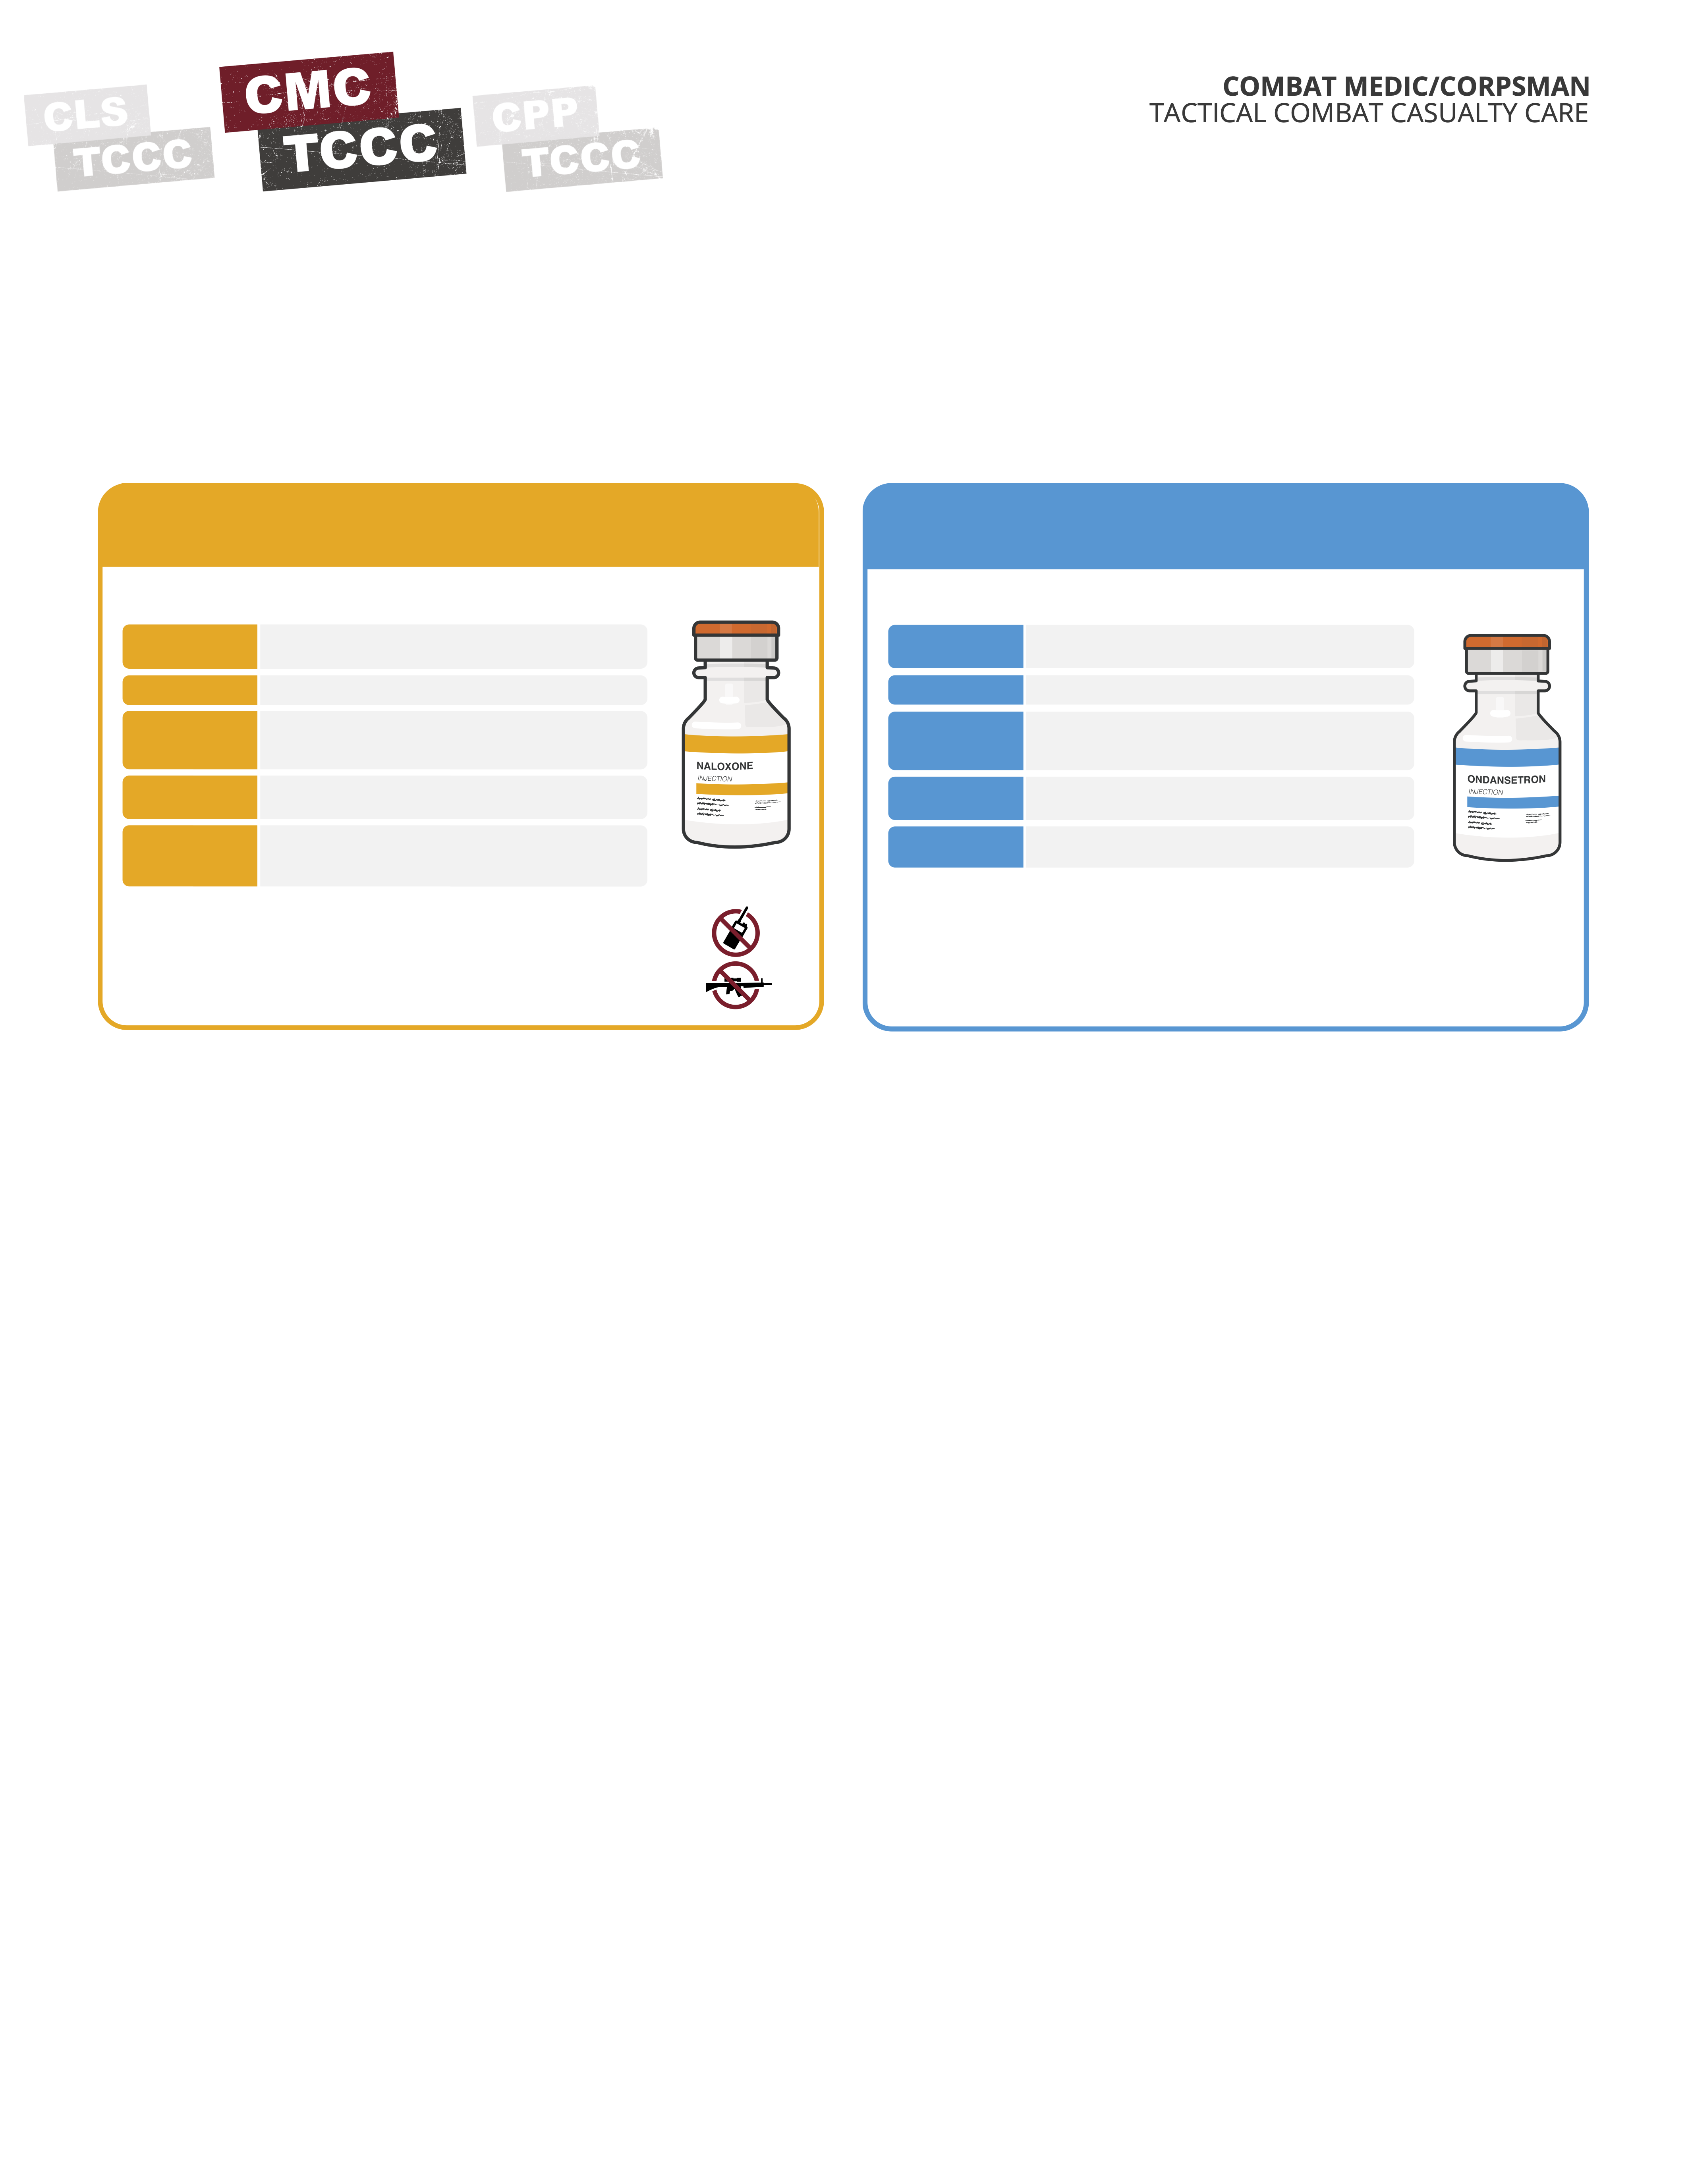 CLS
TCCC
CMC
TCCC
CPP
TCCC
COMBAT MEDIC/CORPSMAN
TACTICAL COMBAT CASUALTY CARE
NALOXONE
INJECTION
ONDANSETRON
INJECTION